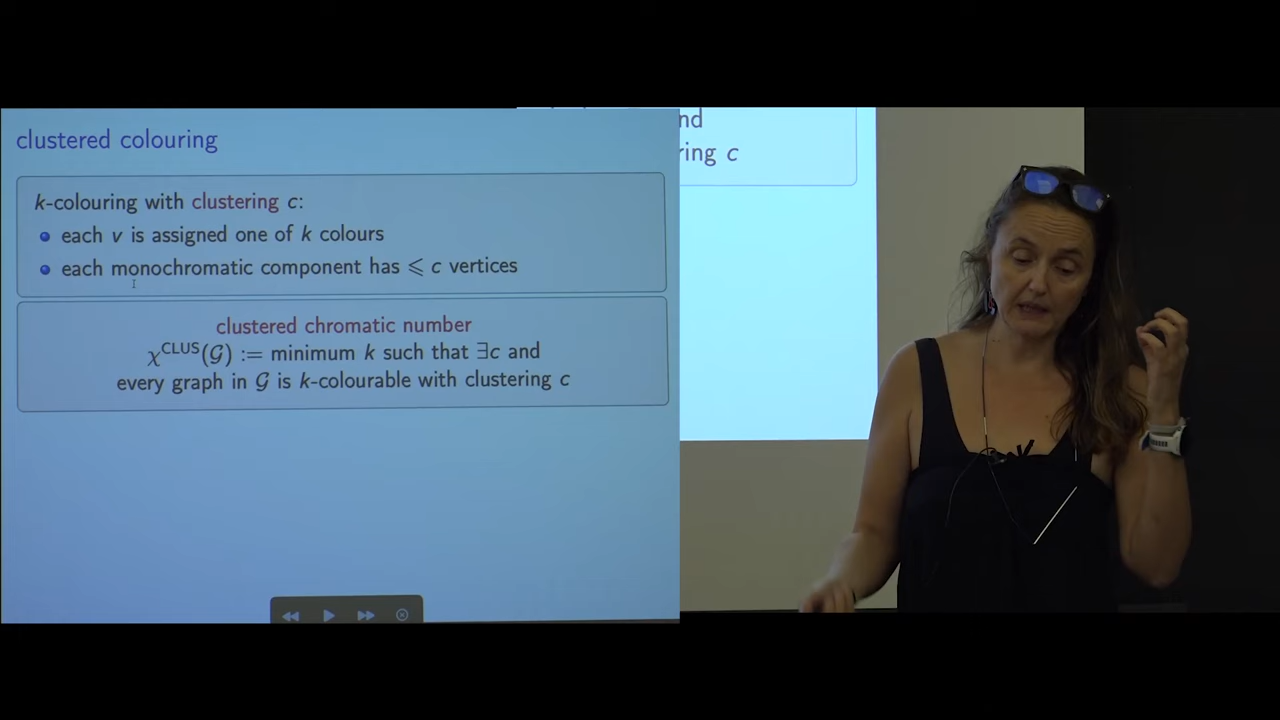 clustered colouring
k-colouring with clustering c:
each v is assigned one of k colours
each monochromatic component has ⩽ c vertices
clustered chromatic number
χ^CLUS(𝒢) := minimum k such that ∃c and
every graph in 𝒢 is k-colourable with clustering c
nd
ring c